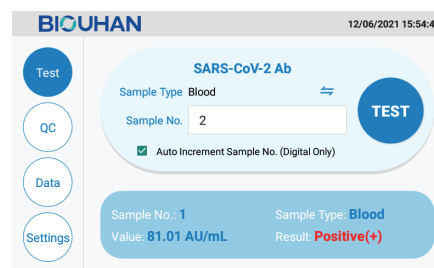 BIOUHAN
12/06/2021 15:54:4
Test
SARS-CoV-2 Ab
Sample Type Blood
TEST
QC
Sample No. 2
Auto Increment Sample No. (Digital Only)
Data
Sample No.: 1 Sample Type: Blood
Settings
Value: 81.01 AU/mL Result: Positive(+)